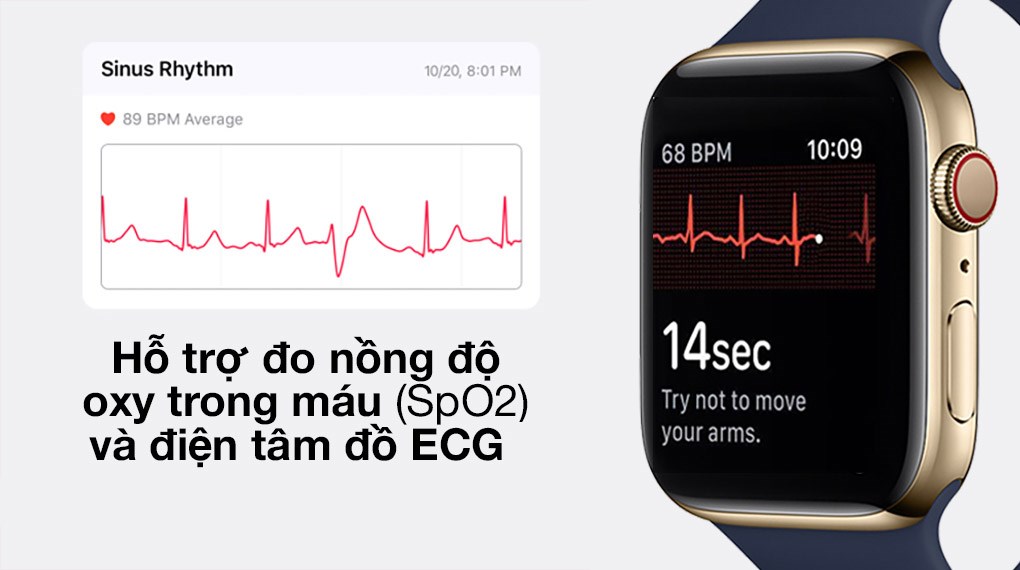 Sinus Rhythm
10/20, 8:01 PM
89 BPM Average
Hỗ trợ đo nồng độ
oxy trong máu (SpO2)
và điện tâm đồ ECG
68 BPM
10:09
14sec
Try not to move
your arms.